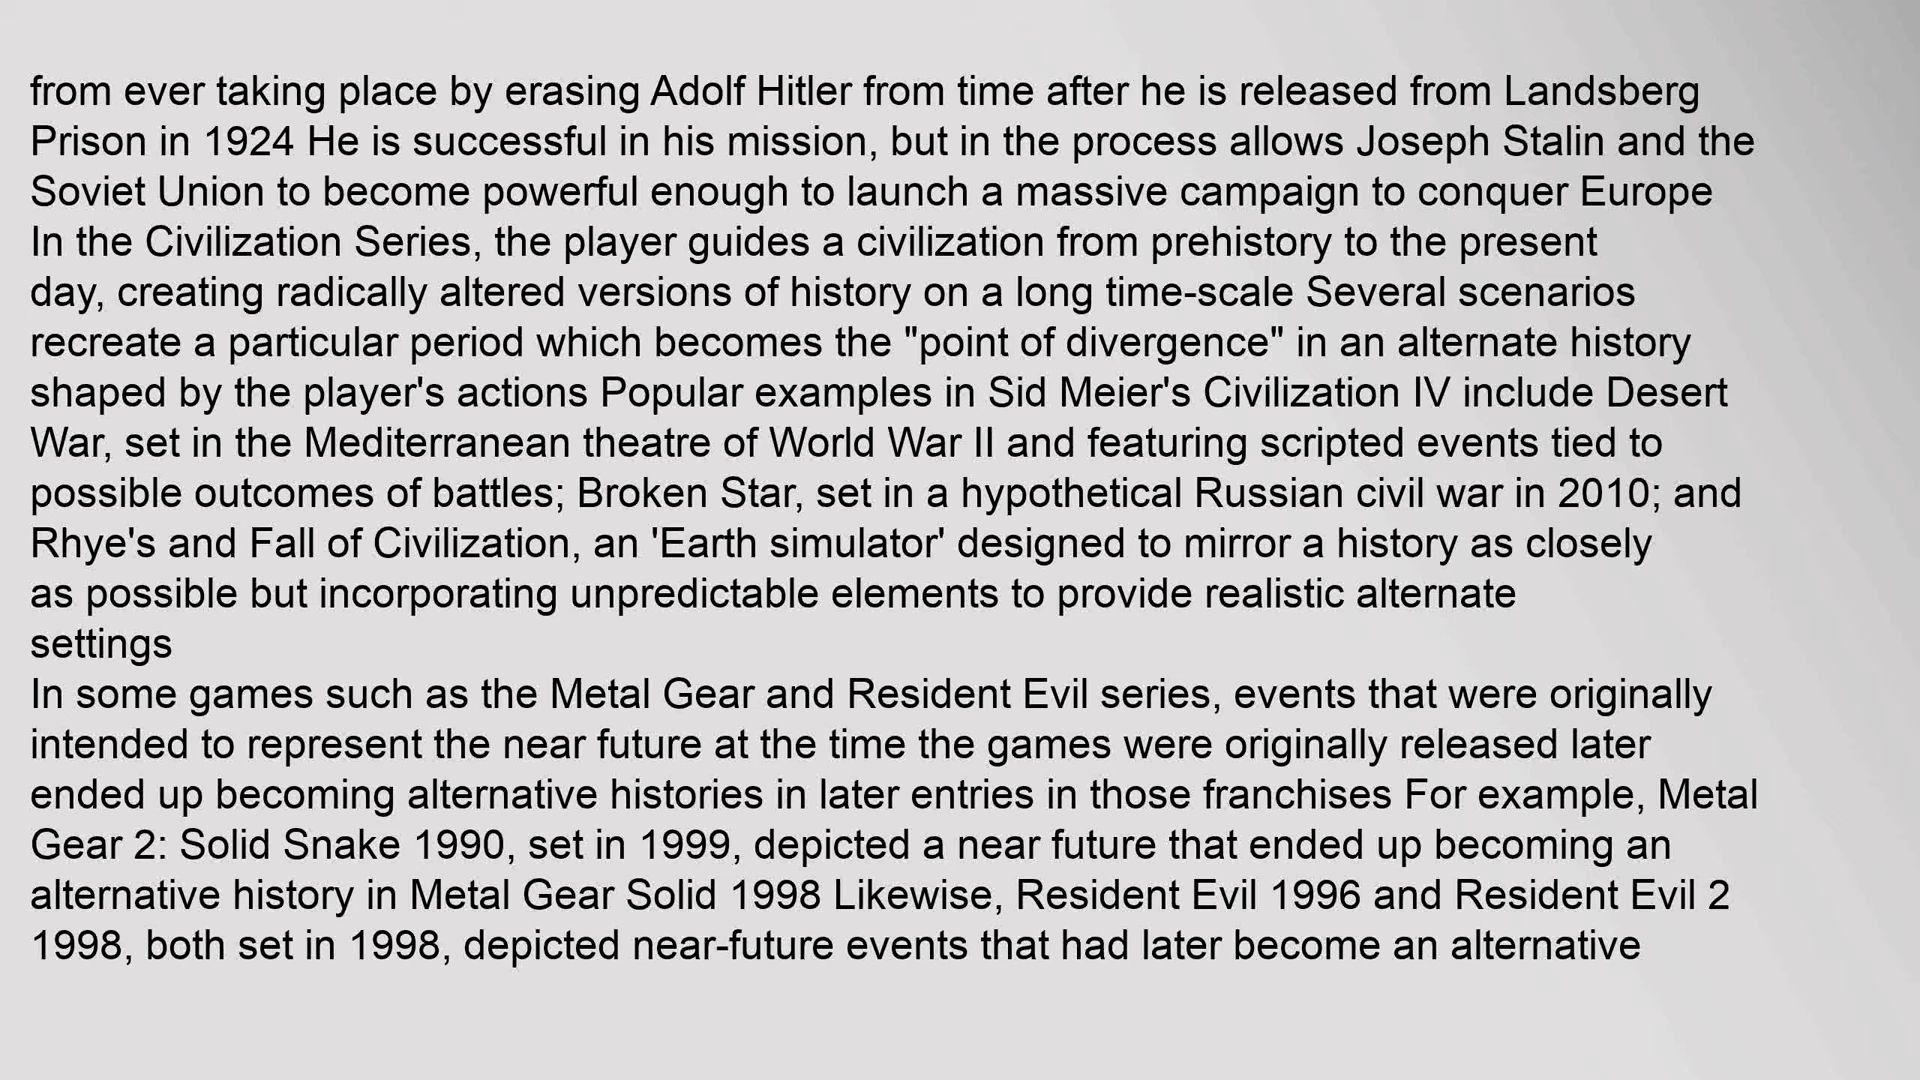 from ever taking place by erasing Adolf Hitler from time after he is released from Landsberg
Prison in 1924 He is successful in his mission, but in the process allows Joseph Stalin and the
Soviet Union to become powerful enough to launch a massive campaign to conquer Europe
In the Civilization Series, the player guides a civilization from prehistory to the present
day, creating radically altered versions of history on a long time-scale Several scenarios
recreate a particular period which becomes the "point of divergence" in an alternate history
shaped by the player's actions Popular examples in Sid Meier's Civilization IV include Desert
War, set in the Mediterranean theatre of World War II and featuring scripted events tied to
possible outcomes of battles; Broken Star, set in a hypothetical Russian civil war in 2010; and
Rhye's and Fall of Civilization, an 'Earth simulator' designed to mirror a history as closely
as possible but incorporating unpredictable elements to provide realistic alternate
settings
In some games such as the Metal Gear and Resident Evil series, events that were originally
intended to represent the near future at the time the games were originally released later
ended up becoming alternative histories in later entries in those franchises For example, Metal
Gear 2: Solid Snake 1990, set in 1999, depicted a near future that ended up becoming an
alternative history in Metal Gear Solid 1998 Likewise, Resident Evil 1996 and Resident Evil 2
1998, both set in 1998, depicted near-future events that had later become an alternative